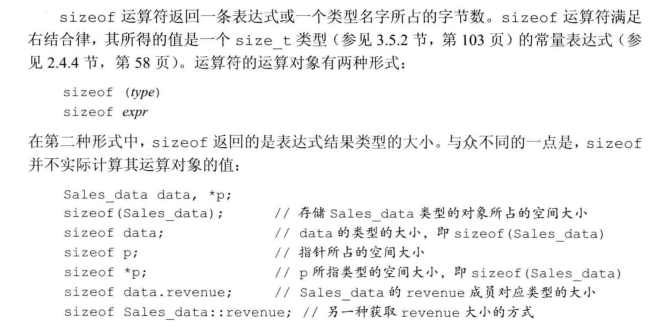 sizeof 运算符返回一条表达式或一个类型名字所占的字节数。sizeof 运算符满足
右结合律，其所得的值是一个 size_t 类型（参见 3.5.2 节，第 103 页）的常量表达式（参
见 2.4.4 节，第 58 页）。运算符的运算对象有两种形式：
sizeof (type)
sizeof expr
在第二种形式中，sizeof 返回的是表达式结果类型的大小。与众不同的一点是，sizeof
并不实际计算其运算对象的值：
Sales_data data, *p;
sizeof(Sales_data); // 存储 Sales_data 类型的对象所占的空间大小
sizeof data; // data 的类型的大小，即 sizeof(Sales_data)
sizeof p; // 指针所占的空间大小
sizeof *p; // p 所指类型的空间大小，即 sizeof(Sales_data)
sizeof data.revenue; // Sales_data 的 revenue 成员对应类型的大小
sizeof Sales_data::revenue; // 另一种获取 revenue 大小的方式